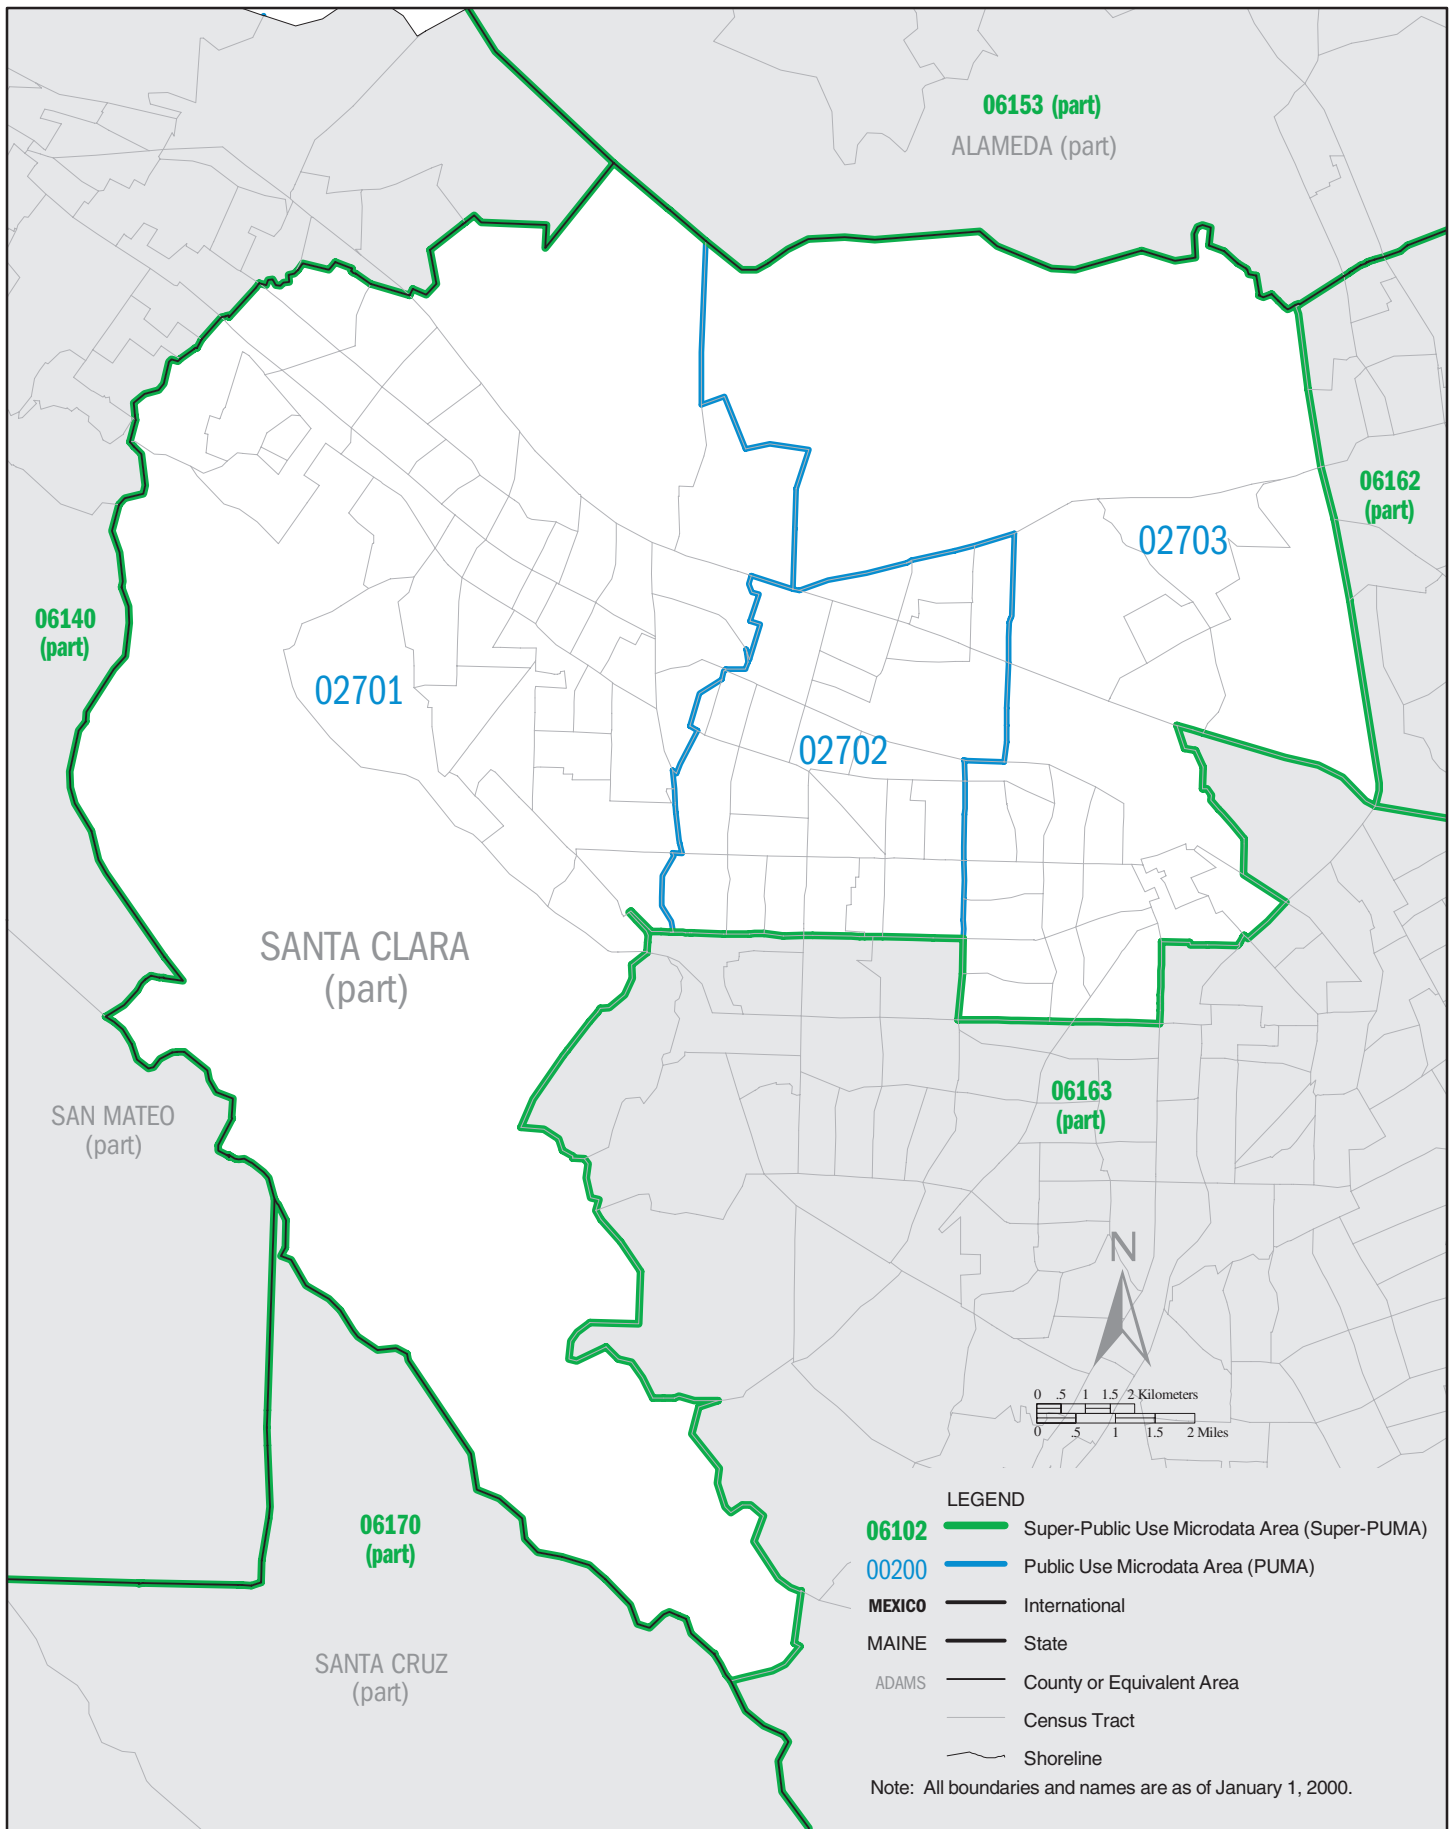 06153 (part)
ALAMEDA (part)
06162
(part)
02703
06140
(part)
02701
02702
SANTA CLARA
(part)
06163
(part)
SAN MATEO
(part)
N
0 .5 1 1.5 2 Kilometers
0 .5 1 1.5 2 Miles
06170
(part)
SANTA CRUZ
(part)
LEGEND
06102 Super-Public Use Microdata Area (Super-PUMA)
00200 Public Use Microdata Area (PUMA)
MEXICO International
MAINE State
ADAMS County or Equivalent Area
Census Tract
Shoreline
Note: All boundaries and names are as of January 1, 2000.